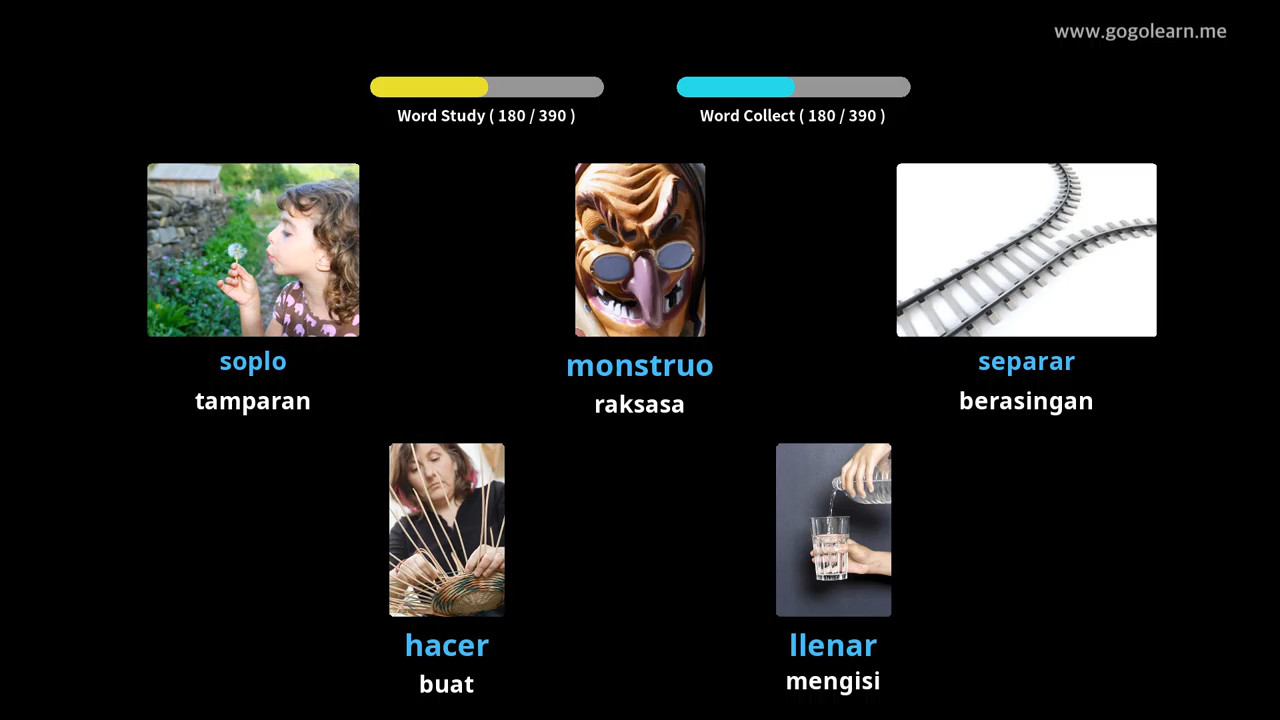 www.gogolearn.me
Word Study ( 180 / 390 )
Word Collect ( 180 / 390 )
soplo
tamparan
monstruo
raksasa
separar
berasingan
hacer
buat
llenar
mengisi